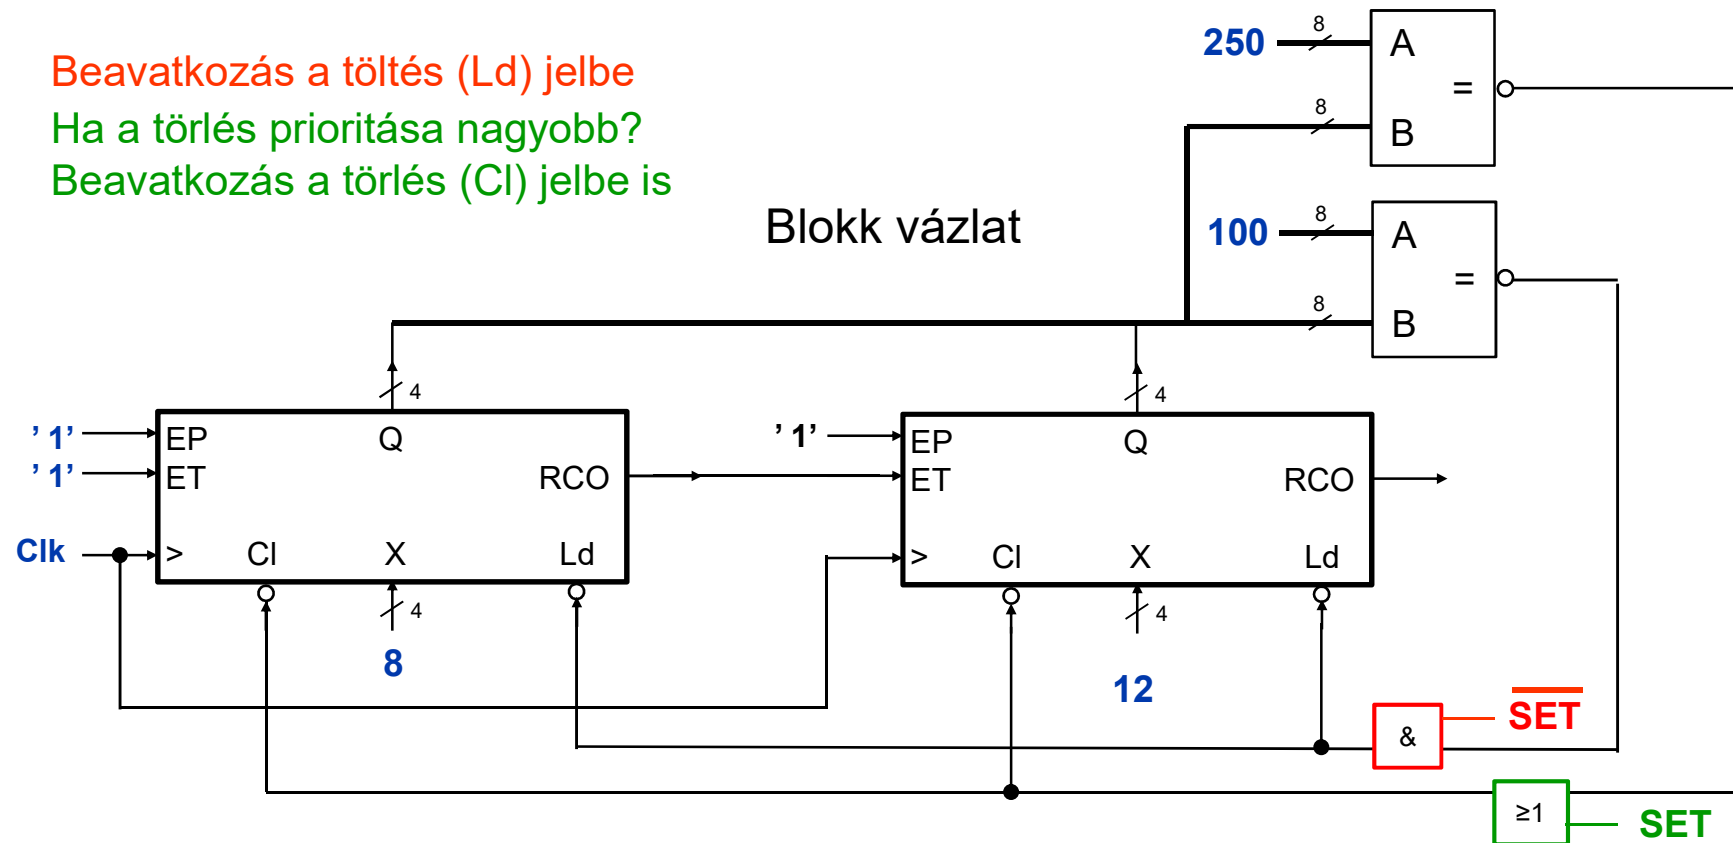 Beavatkozás a töltés (Ld) jelbe
Ha a törlés prioritása nagyobb?
Beavatkozás a törlés (Cl) jelbe is
Blokk vázlat
250
8
A
=
8
B
100
8
A
=
8
B
4
4
’ 1’
EP
Q
’ 1’
ET
RCO
Clk
>
Cl
X
Ld
4
8
’ 1’
EP
Q
ET
RCO
>
Cl
X
Ld
4
12
&
SET
≥1
SET